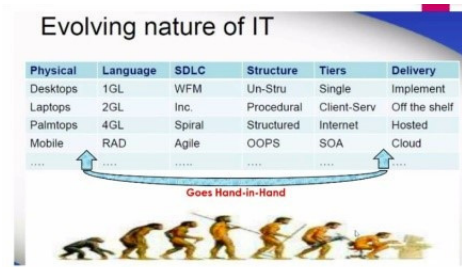 Evolving nature of IT
Physical Language SDLC Structure Tiers Delivery
Desktops 1GL WFM Un-Stru Single Implement
Laptops 2GL Inc. Procedural Client-Serv Off the shelf
Palmtops 4GL Spiral Structured Internet Hosted
Mobile RAD Agile OOPS SOA Cloud
.... .... .... .... .... ....
Goes Hand-in-Hand